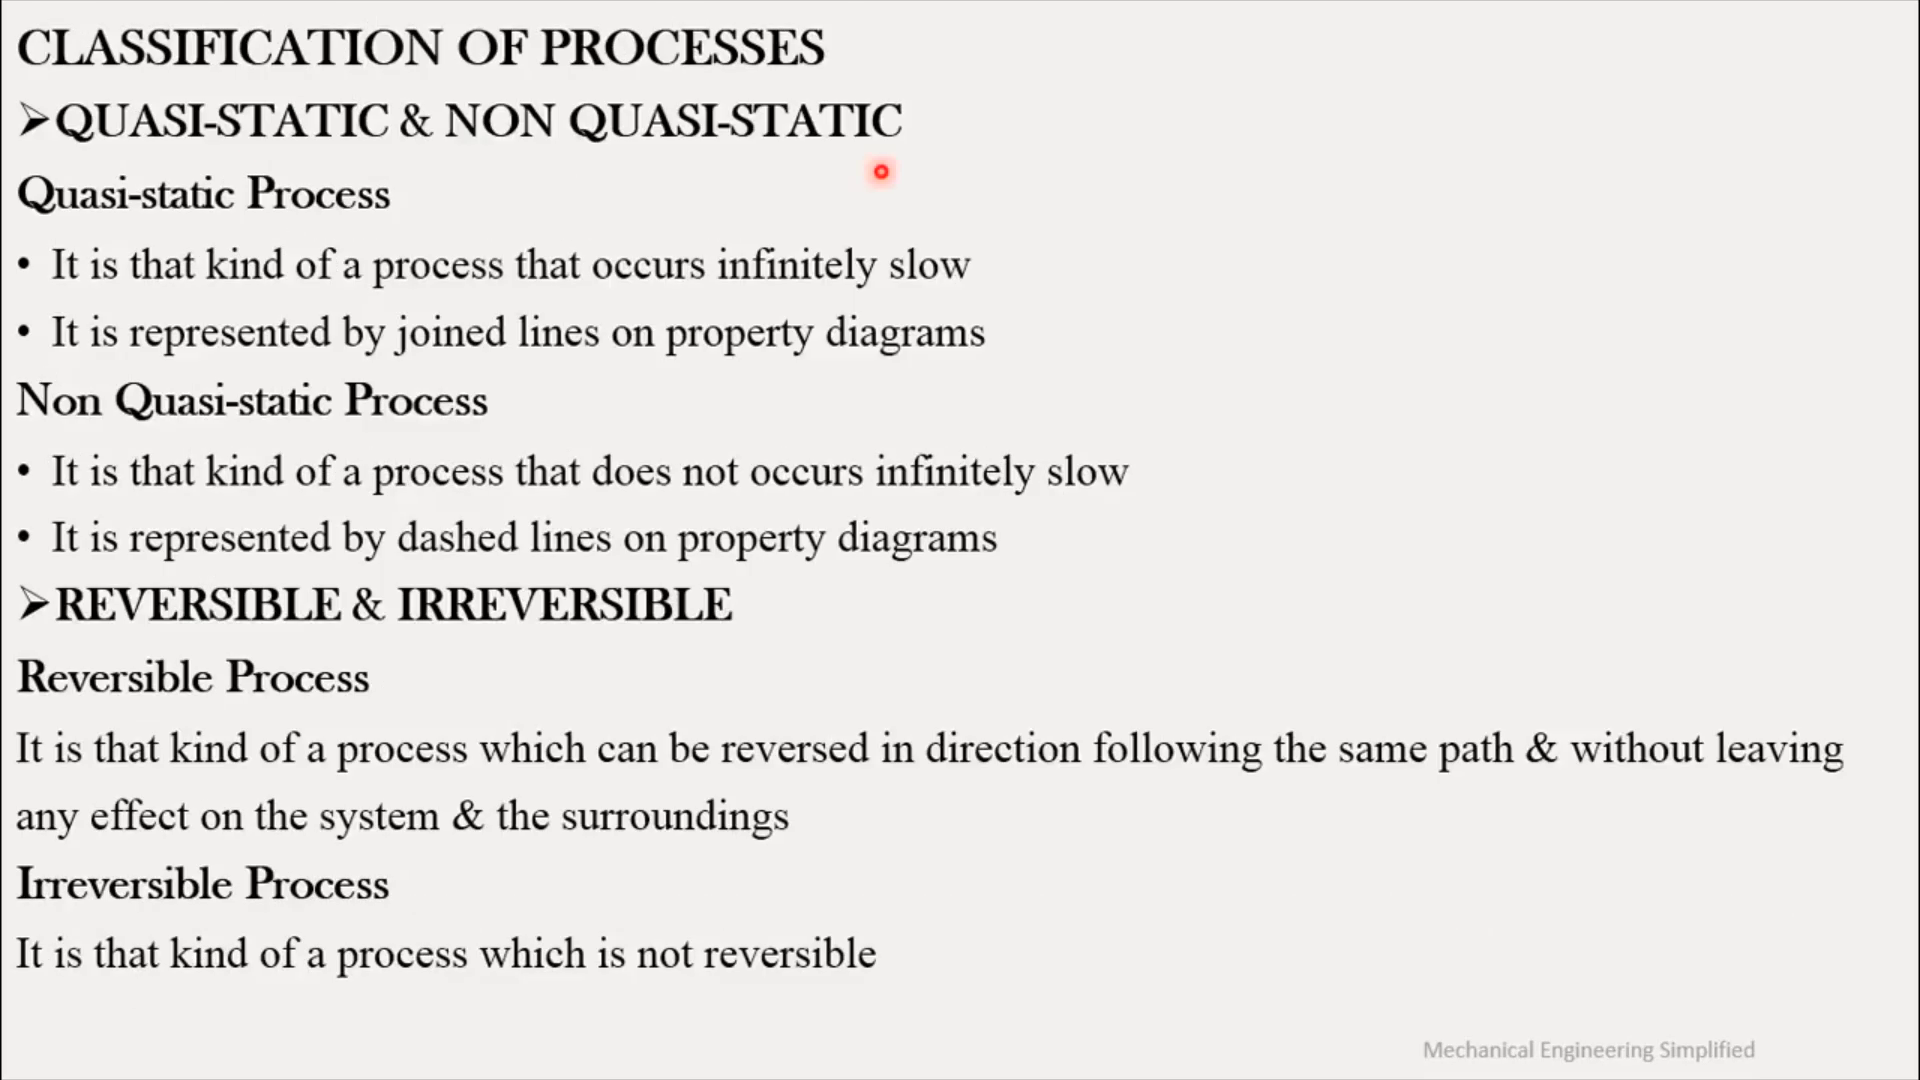 CLASSIFICATION OF PROCESSES
➢QUASI-STATIC & NON QUASI-STATIC
Quasi-static Process
• It is that kind of a process that occurs infinitely slow
• It is represented by joined lines on property diagrams
Non Quasi-static Process
• It is that kind of a process that does not occurs infinitely slow
• It is represented by dashed lines on property diagrams
➢REVERSIBLE & IRREVERSIBLE
Reversible Process
It is that kind of a process which can be reversed in direction following the same path & without leaving
any effect on the system & the surroundings
Irreversible Process
It is that kind of a process which is not reversible
Mechanical Engineering Simplified